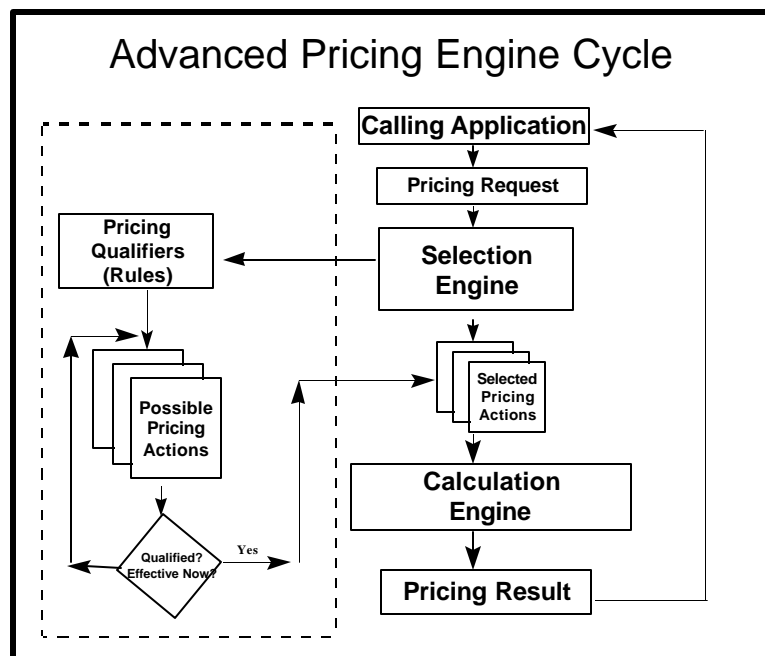 Advanced Pricing Engine Cycle
Calling Application
Pricing Request
Pricing
Qualifiers
(Rules)
Selection
Engine
Possible
Pricing
Actions
Selected
Pricing
Actions
Calculation
Engine
Qualified?
Effective Now?
Yes
Pricing Result